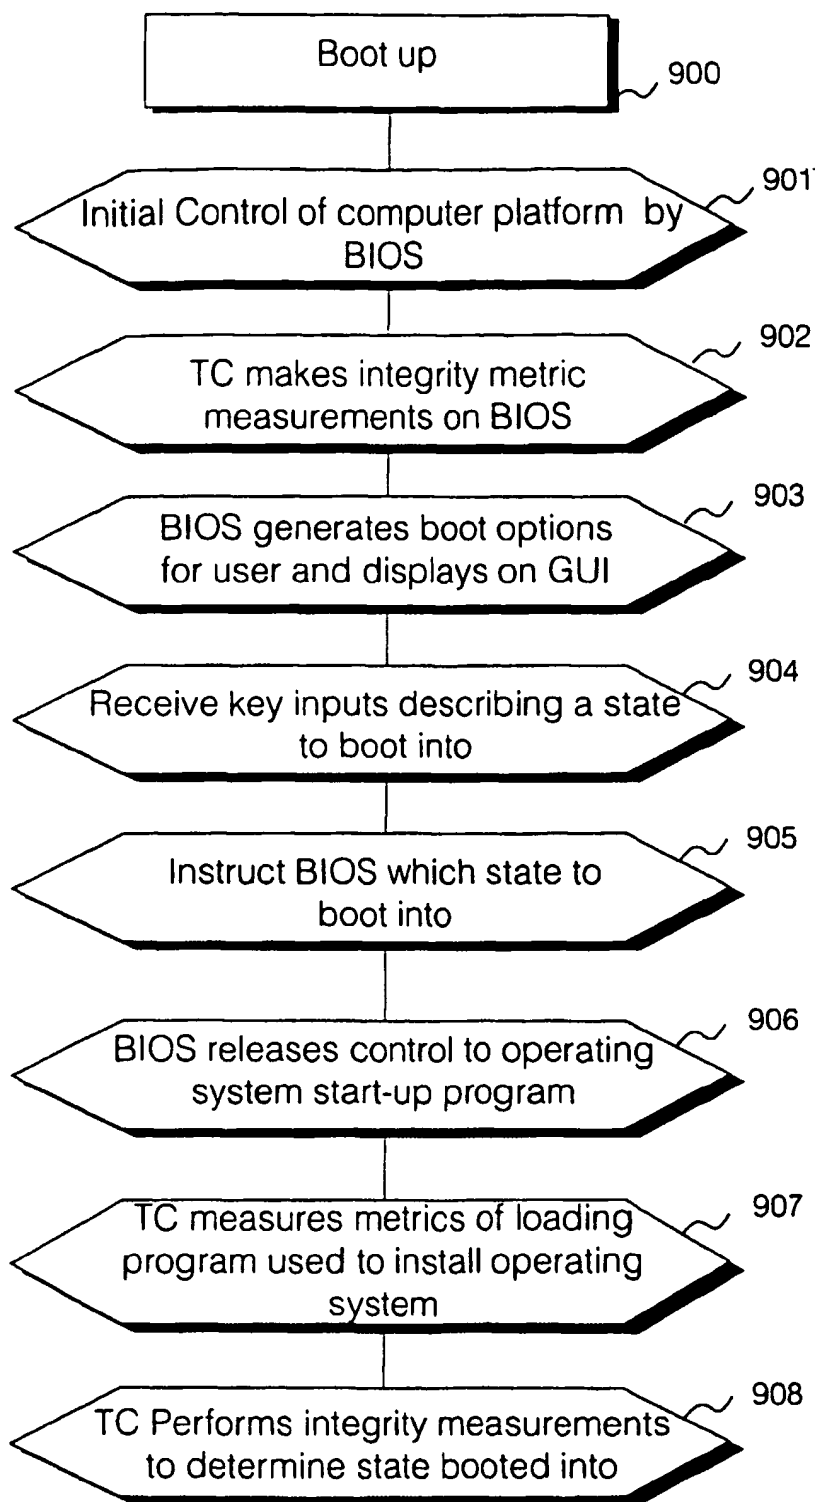 Boot up
900
Initial Control of computer platform by
BIOS
901
TC makes integrity metric
measurements on BIOS
902
BIOS generates boot options
for user and displays on GUI
903
Receive key inputs describing a state
to boot into
904
Instruct BIOS which state to
boot into
905
BIOS releases control to operating
system start-up program
906
TC measures metrics of loading
program used to install operating
system
907
TC Performs integrity measurements
to determine state booted into
908